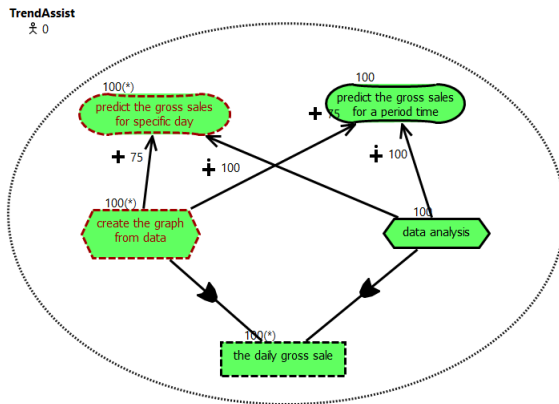 TrendAssist
0
100(*)
predict the gross sales
for specific day
100
predict the gross sales
for a period time
75
75
100
100
100(*)
create the graph
from data
100
data analysis
100(*)
the daily gross sale